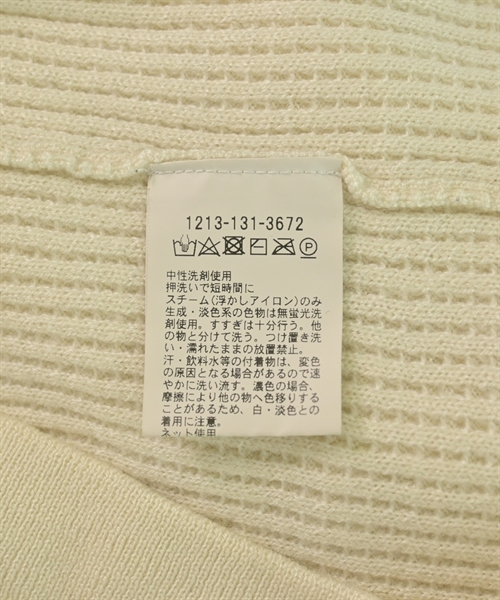 1213-131-3672
中性洗剤使用
押洗いで短時間に
スチーム(浮かしアイロン)のみ
生成・淡色系の色物は無蛍光洗
剤使用。すすぎは十分行う。他
の物と分けて洗う。つけ置き洗
い・濡れたままの放置禁止。
汗・飲料水等の付着物は、変色
の原因となる場合があるので速
やかに洗い流す。濃色の場合、
摩擦により他の物へ色移りする
ことがあるため、白・淡色との
着用に注意。
ネット使用